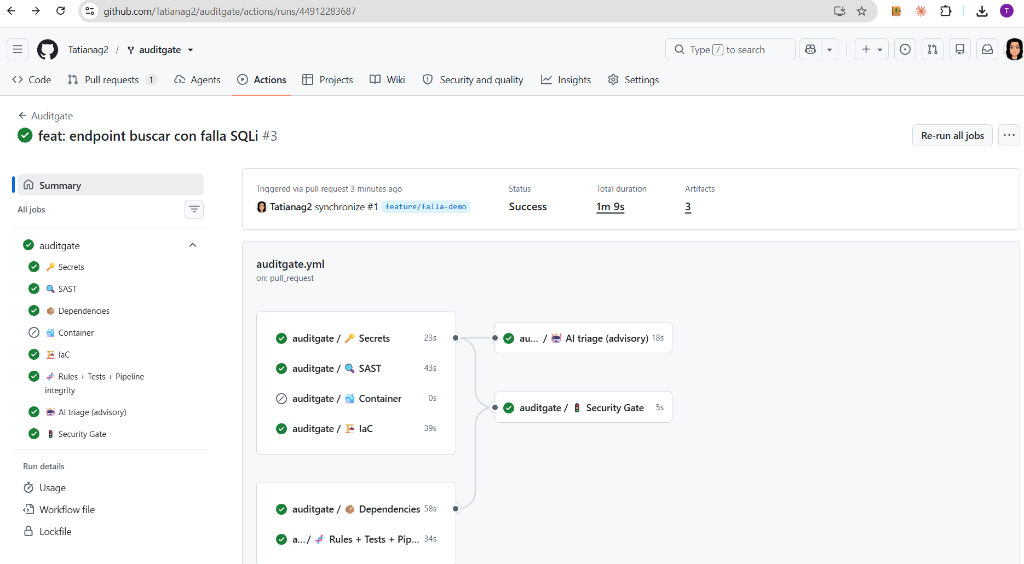 github.com/Tatianag2/auditgate/actions/runs/44912283687
T
Tatianag2 / auditgate
Type / to search
Code Pull requests 1 Agents Actions Projects Wiki Security and quality Insights Settings
← Auditgate
feat: endpoint buscar con falla SQLi #3
Re-run all jobs
Summary
All jobs
auditgate
Secrets
SAST
Dependencies
Container
IaC
Rules + Tests + Pipeline
integrity
AI triage (advisory)
Security Gate
Run details
Usage
Workflow file
Lockfile
Triggered via pull request 3 minutes ago
Tatianag2 synchronize #1 feature/falla-demo
Status
Success
Total duration
1m 9s
Artifacts
3
auditgate.yml
on: pull_request
auditgate / Secrets 23s
auditgate / SAST 43s
auditgate / Container 0s
auditgate / IaC 39s
auditgate / Dependencies 58s
a... / Rules + Tests + Pip... 34s
au... / AI triage (advisory) 18s
auditgate / Security Gate 5s